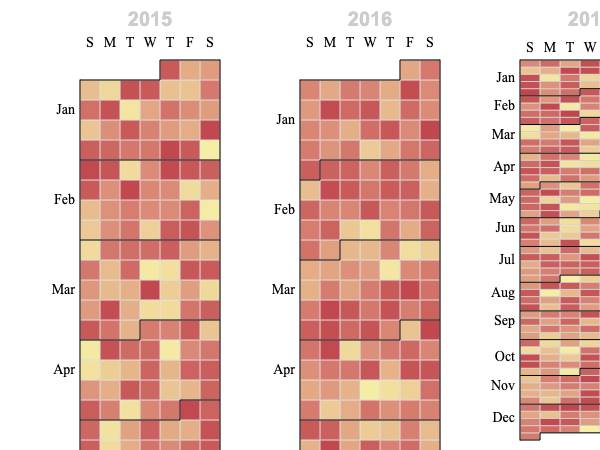 2015
S M T W T F S
Jan
Feb
Mar
Apr
2016
S M T W T F S
Jan
Feb
Mar
Apr
201
S M T W
Jan
Feb
Mar
Apr
May
Jun
Jul
Aug
Sep
Oct
Nov
Dec